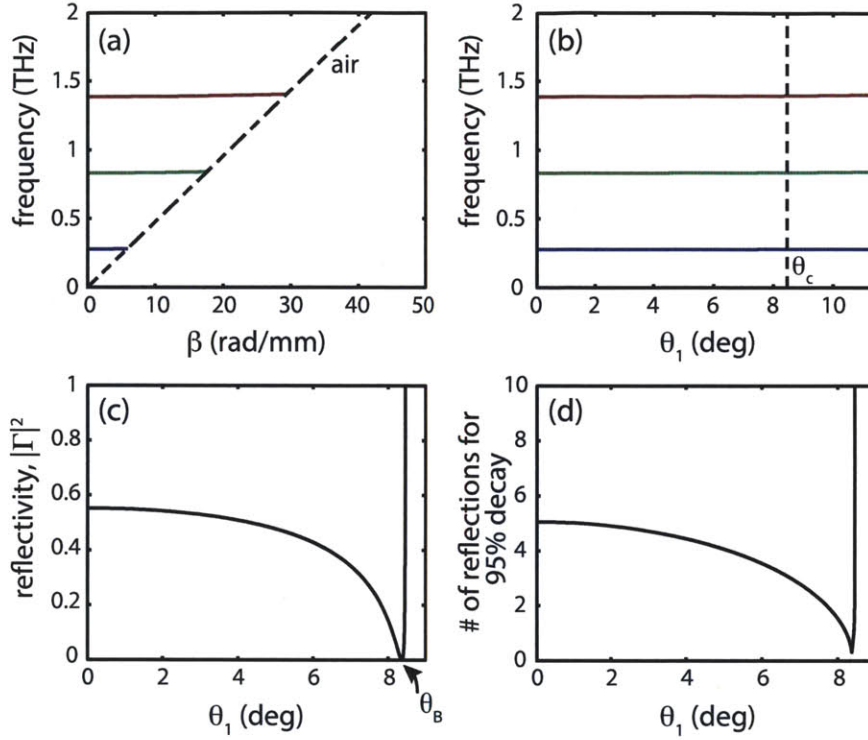 (a)
air
frequency (THz)
2
1.5
1
0.5
0
0 10 20 30 40 50
β (rad/mm)
(b)
θc
frequency (THz)
2
1.5
1
0.5
0
0 2 4 6 8 10
θ1 (deg)
(c)
reflectivity, |Γ|²
1
0.8
0.6
0.4
0.2
0
0 2 4 6 8
θB
θ1 (deg)
(d)
# of reflections for
95% decay
10
8
6
4
2
0
0 2 4 6 8
θ1 (deg)